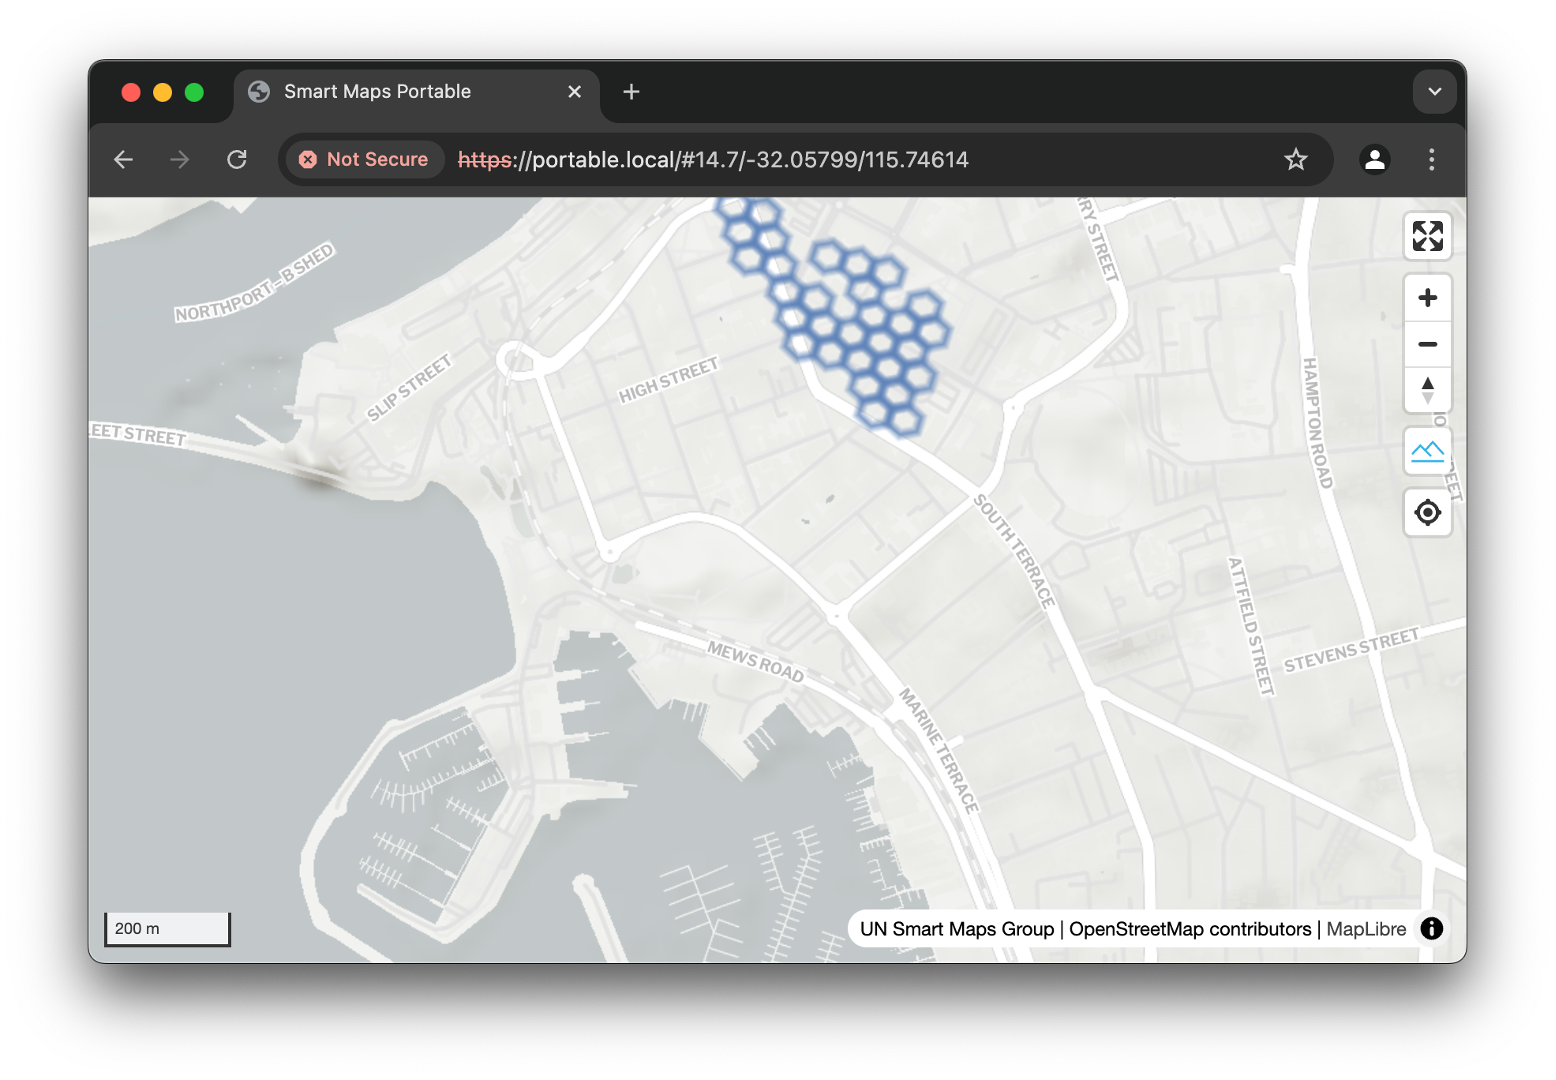 Smart Maps Portable
Not Secure
https://portable.local/#14.7/-32.05799/115.74614
NORTHPORT - B SHED
RRY STREET
SLIP STREET
HIGH STREET
HAMPTON ROAD
EET STREET
SOUTH TERRACE
ATTFIELD STREET
STEVENS STREET
MEWS ROAD
MARINE TERRACE
200 m
UN Smart Maps Group | OpenStreetMap contributors | MapLibre